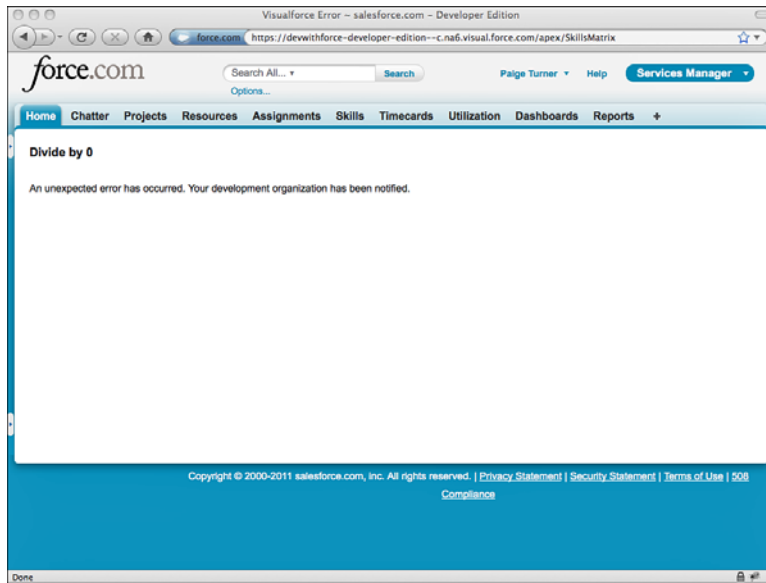 Visualforce Error – salesforce.com – Developer Edition
force.com https://devwithforce-developer-edition--c.na6.visual.force.com/apex/SkillsMatrix
force.com Search All... Search Paige Turner Help Services Manager
Options...
Home Chatter Projects Resources Assignments Skills Timecards Utilization Dashboards Reports +
Divide by 0
An unexpected error has occurred. Your development organization has been notified.
Copyright © 2000-2011 salesforce.com, inc. All rights reserved. | Privacy Statement | Security Statement | Terms of Use | 508
Compliance
Done